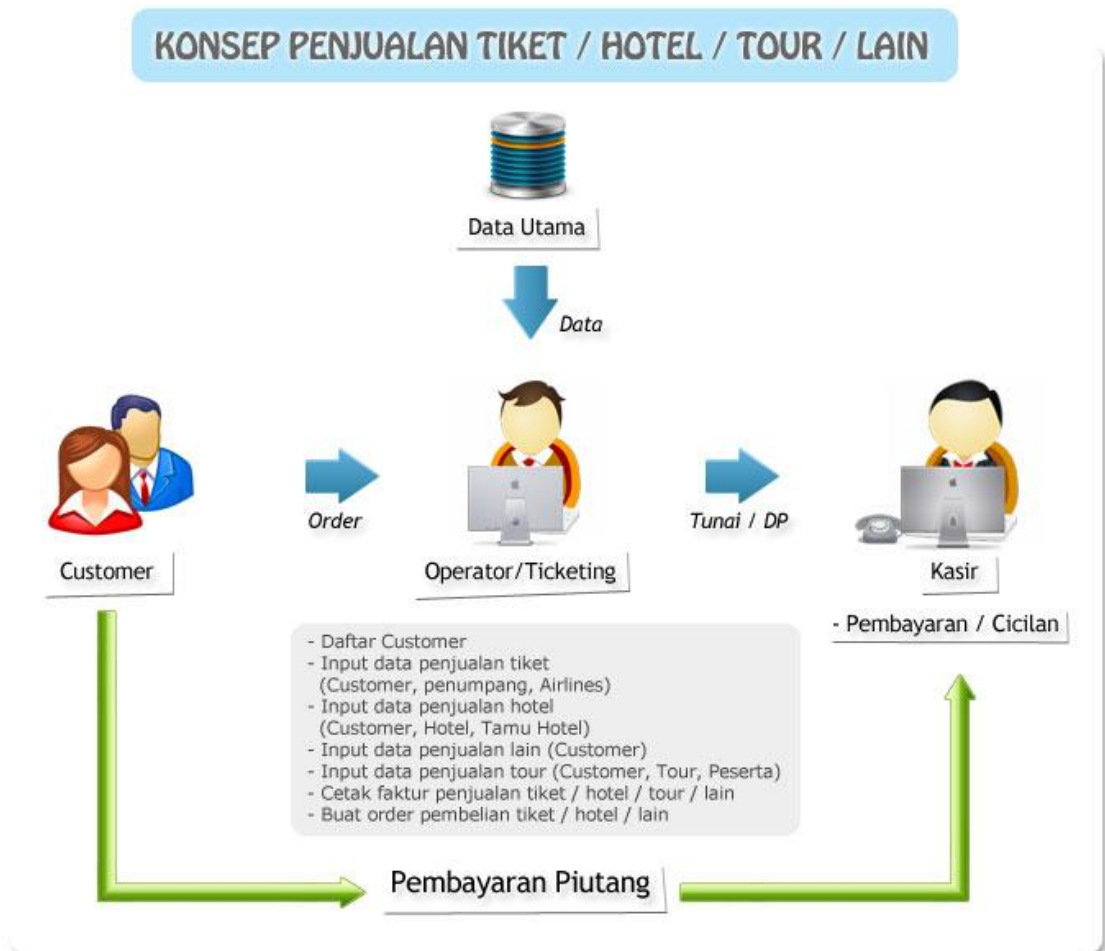 KONSEP PENJUALAN TIKET / HOTEL / TOUR / LAIN
Data Utama
Data
Order
Tunai / DP
Customer
Operator/Ticketing
Kasir
- Pembayaran / Cicilan
- Daftar Customer
- Input data penjualan tiket
(Customer, penumpang, Airlines)
- Input data penjualan hotel
(Customer, Hotel, Tamu Hotel)
- Input data penjualan lain (Customer)
- Input data penjualan tour (Customer, Tour, Peserta)
- Cetak faktur penjualan tiket / hotel / tour / lain
- Buat order pembelian tiket / hotel / lain
Pembayaran Piutang